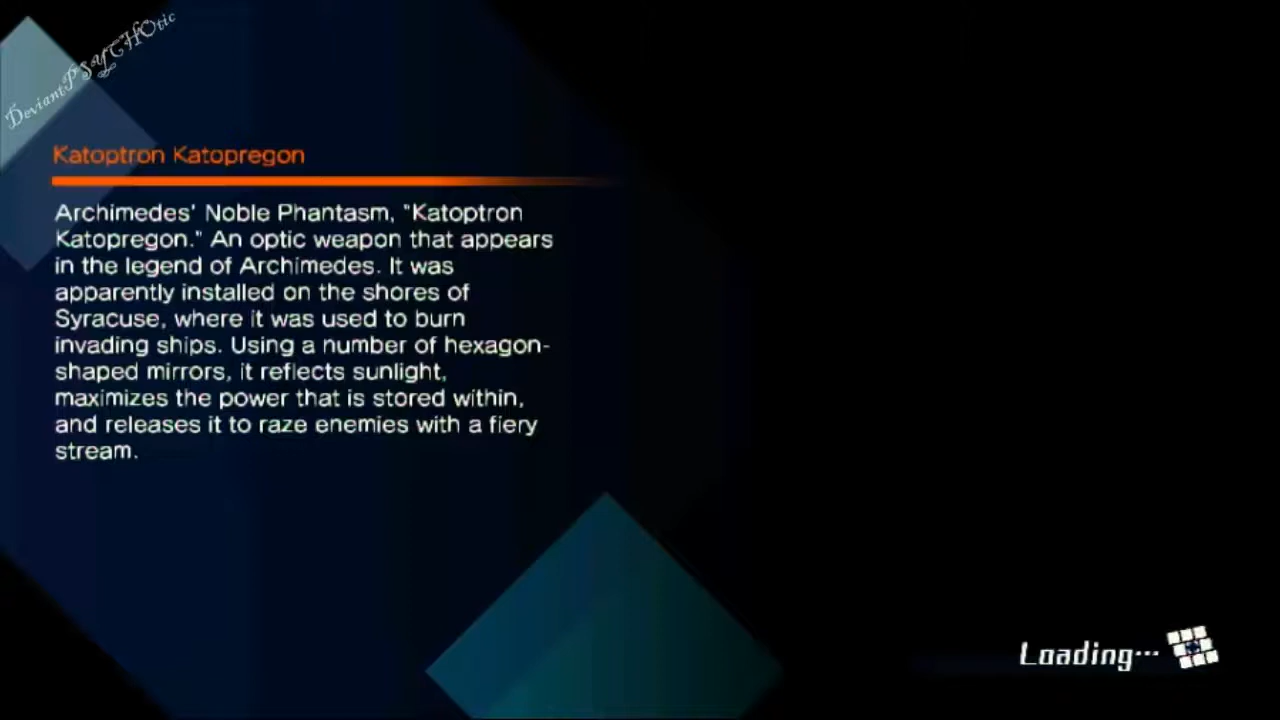 DeviantPSYCHOtic
Katoptron Katopregon
Archimedes' Noble Phantasm, "Katoptron
Katopregon." An optic weapon that appears
in the legend of Archimedes. It was
apparently installed on the shores of
Syracuse, where it was used to burn
invading ships. Using a number of hexagon-
shaped mirrors, it reflects sunlight,
maximizes the power that is stored within,
and releases it to raze enemies with a fiery
stream.
Loading...